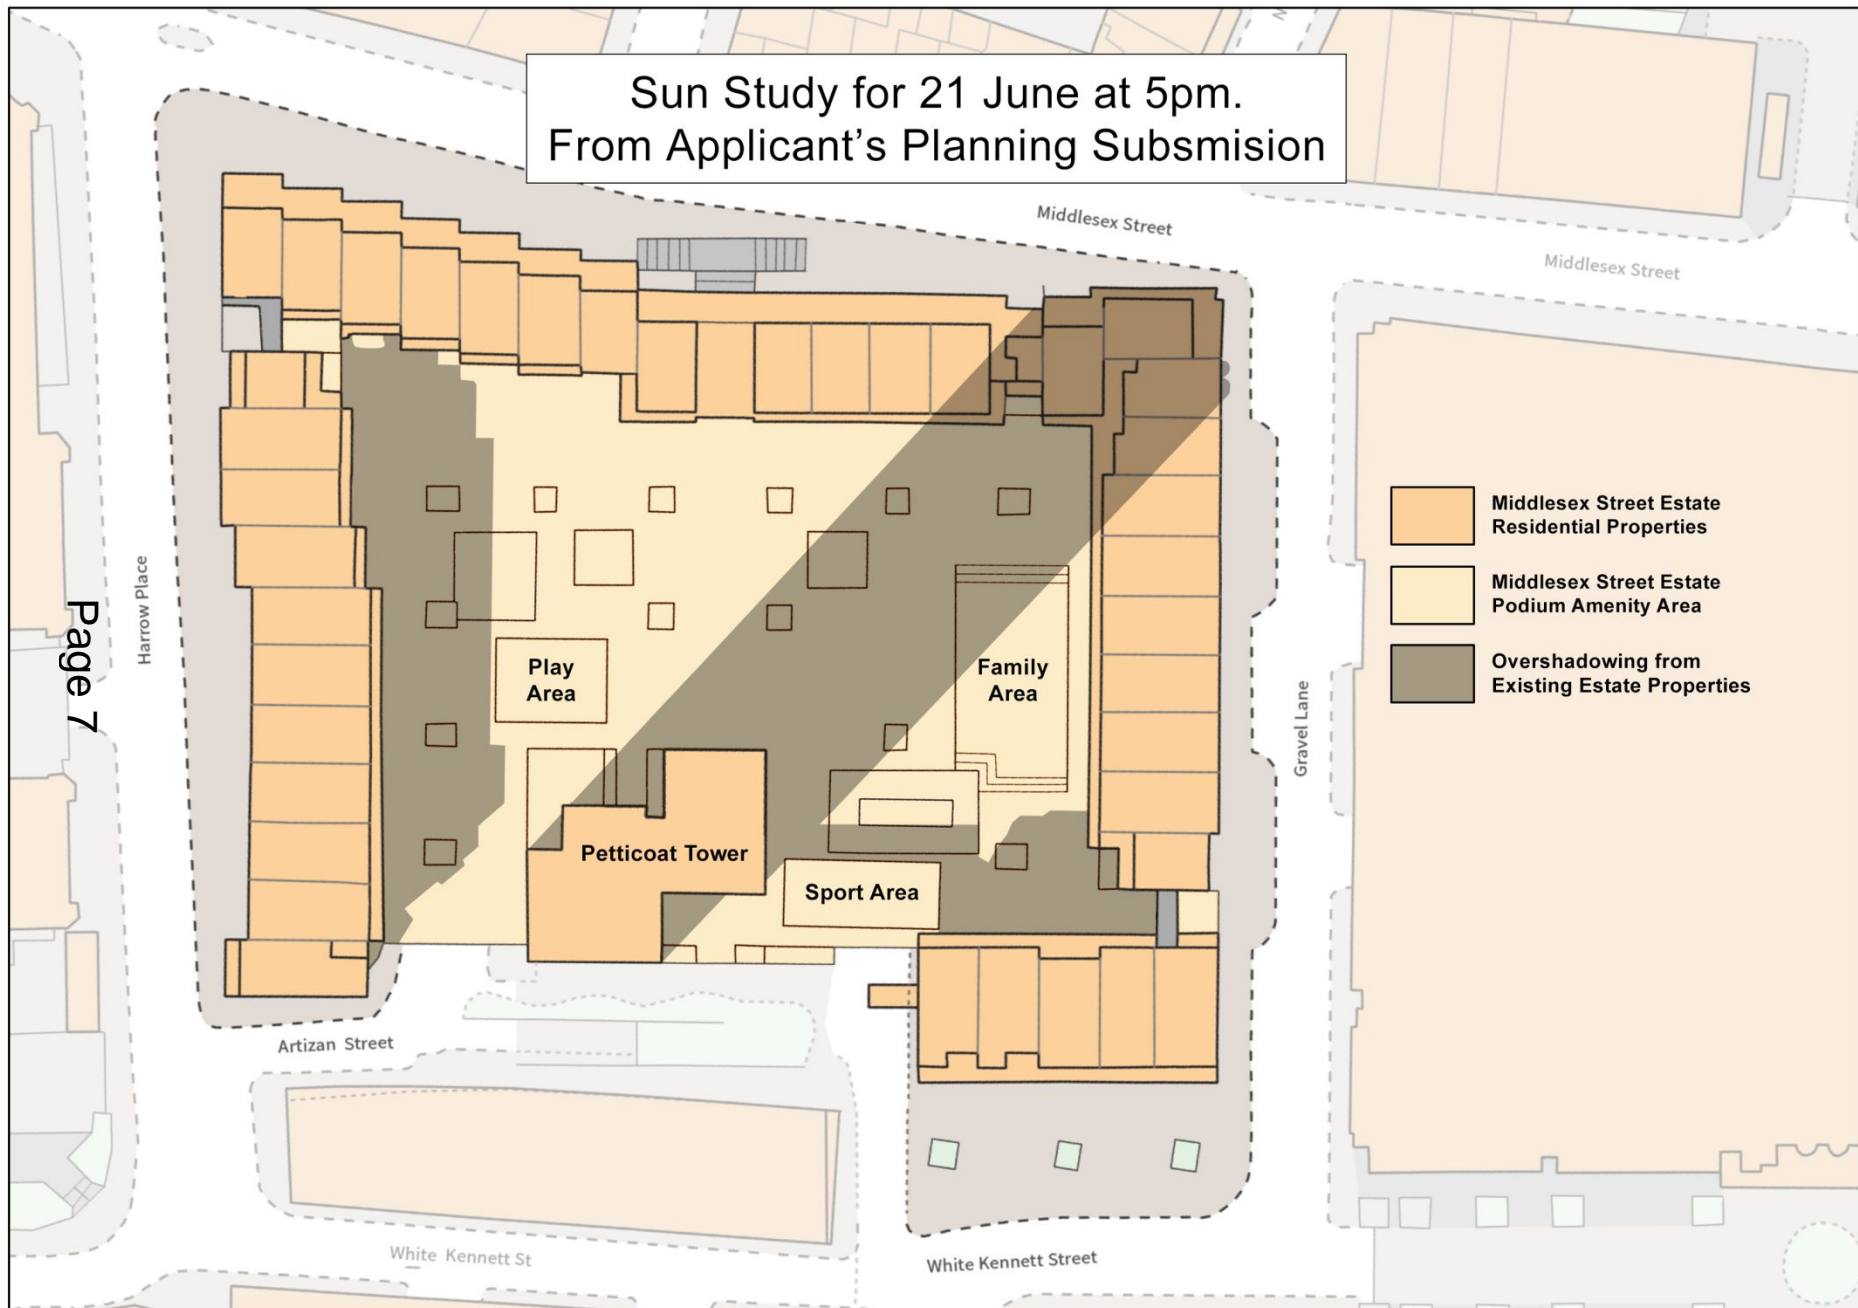 Sun Study for 21 June at 5pm.
From Applicant's Planning Subsmision
Middlesex Street
Middlesex Street
Middlesex Street Estate
Residential Properties
Middlesex Street Estate
Podium Amenity Area
Overshadowing from
Existing Estate Properties
Harrow Place
Page 7
Play
Area
Family
Area
Gravel Lane
Petticoat Tower
Sport Area
Artizan Street
White Kennett St
White Kennett Street